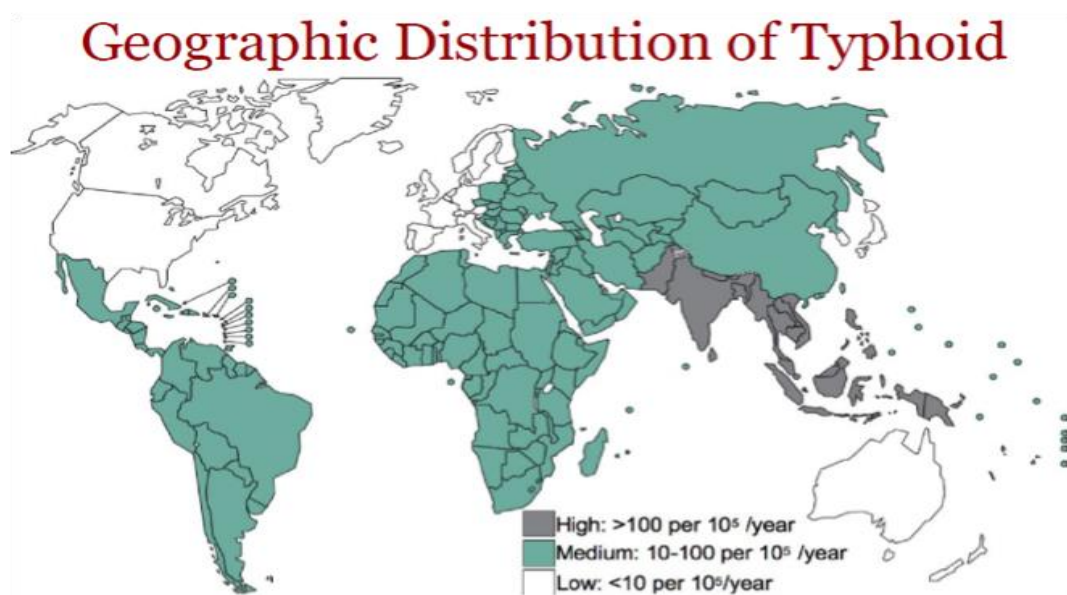 Geographic Distribution of Typhoid
High: >100 per 10⁵ /year
Medium: 10-100 per 10⁵ /year
Low: <10 per 10⁵/year